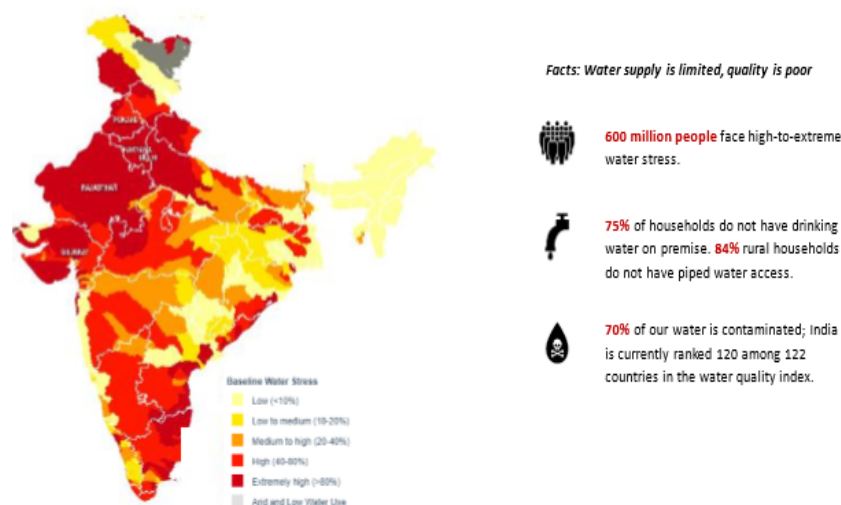 Facts: Water supply is limited, quality is poor
600 million people face high-to-extreme
water stress.
75% of households do not have drinking
water on premise. 84% rural households
do not have piped water access.
70% of our water is contaminated; India
is currently ranked 120 among 122
countries in the water quality index.
PUNJAB
GUJARAT
Baseline Water Stress
Low (<10%)
Low to medium (10-20%)
Medium to high (20-40%)
High (40-80%)
Extremely high (>80%)
Arid and Low Water Use